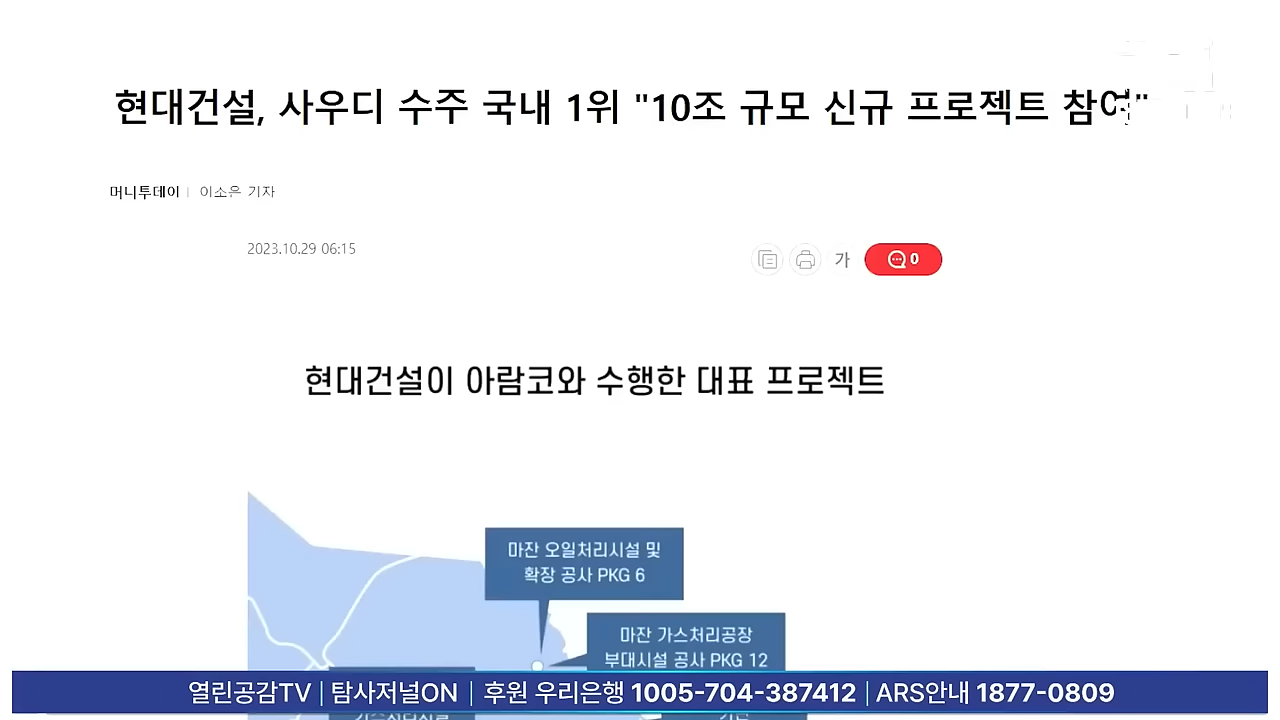 현대건설, 사우디 수주 국내 1위 "10조 규모 신규 프로젝트 참여"
머니투데이 | 이소은 기자
2023.10.29 06:15
가
0
현대건설이 아람코와 수행한 대표 프로젝트
마잔 오일처리시설 및
확장 공사 PKG 6
마잔 가스처리공장
부대시설 공사 PKG 12
열린공감TV | 탐사저널ON | 후원 우리은행 1005-704-387412 | ARS안내 1877-0809